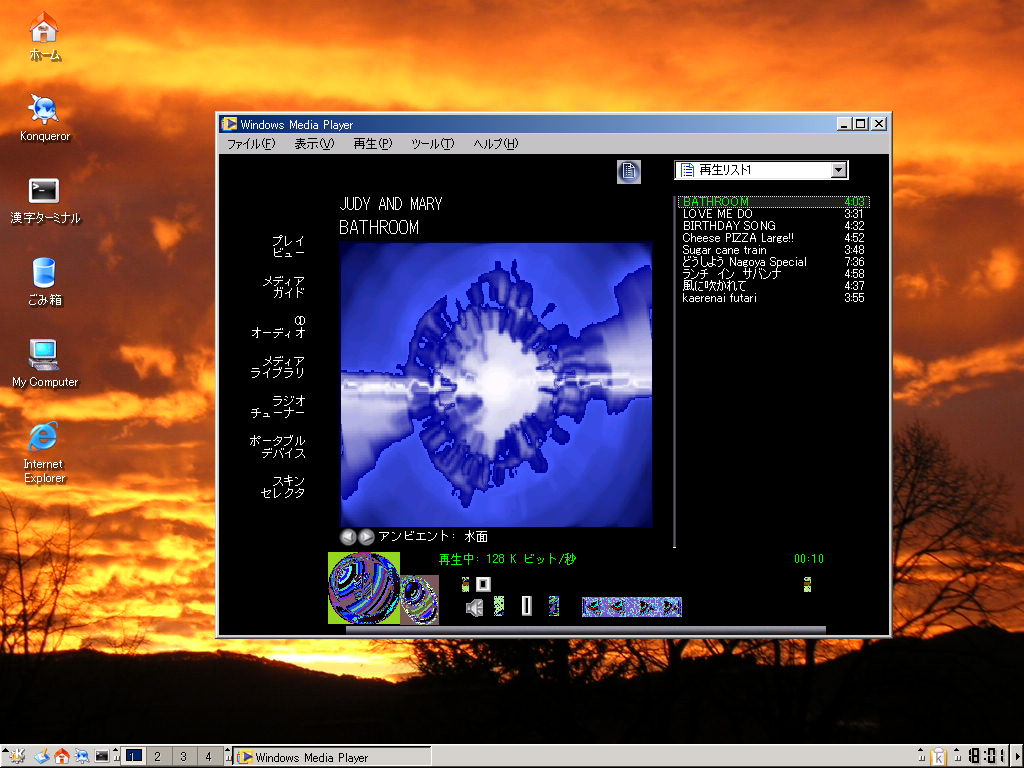 ホーム
Konqueror
漢字ターミナル
ごみ箱
My Computer
Internet
Explorer
Windows Media Player
ファイル(F) 表示(V) 再生(P) ツール(T) ヘルプ(H)
再生リスト1
JUDY AND MARY
BATHROOM
プレイ
ビュー
メディア
ガイド
①
オーディオ
メディア
ライブラリ
ラジオ
チューナー
ポータブル
デバイス
スキン
セレクタ
BATHROOM 4:03
LOVE ME DO 3:31
BIRTHDAY SONG 4:32
Cheese PIZZA Large!! 4:52
Sugar cane train 3:48
どうしよう Nagoya Special 7:36
ランチ イン サバンナ 4:58
風に吹かれて 4:37
kaerenai futari 3:55
アンビエント: 水面
再生中: 128 K ビット/秒 00:10
1 2 3 4 Windows Media Player 18:01